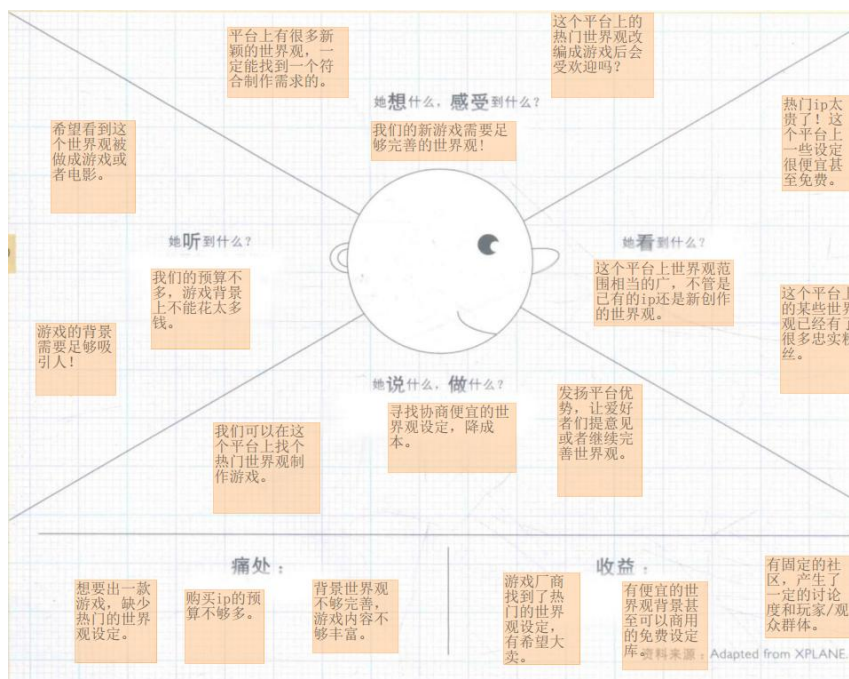 平台上有很多新
颖的世界观，一
定能找到一个符
合制作需求的。
这个平台上的
热门世界观改
编成游戏后会
受欢迎吗？
她想什么，感受到什么？
我们的新游戏需要足
够完善的世界观！
希望看到这
个世界观被
做成游戏或
者电影。
热门ip太
贵了！这
个平台上
一些设定
很便宜甚
至免费。
她听到什么？
我们的预算不
多，游戏背景
上不能花太多
钱。
游戏的背景
需要足够吸
引人！
她看到什么？
这个平台上世界观范
围相当的广，不管是
已有的ip还是新创作
的世界观。
这个平台上
的某些世界
观已经有了
很多忠实粉
丝。
她说什么，做什么？
寻找协商便宜的世
界观设定，降成
本。
我们可以在这
个平台上找个
热门世界观制
作游戏。
发扬平台优
势，让爱好
者们提意见
或者继续完
善世界观。
痛处：
想要出一款
游戏，缺少
热门的世界
观设定。
购买ip的预
算不够多。
背景世界观
不够完善，
游戏内容不
够丰富。
收益：
游戏厂商
找到了热
门的世界
观设定，
有希望大
卖。
有便宜的世
界观背景甚
至可以商用
的免费设定
库。
有固定的社
区，产生了
一定的讨论
度和玩家/观
众群体。
资料来源：Adapted from XPLANE.